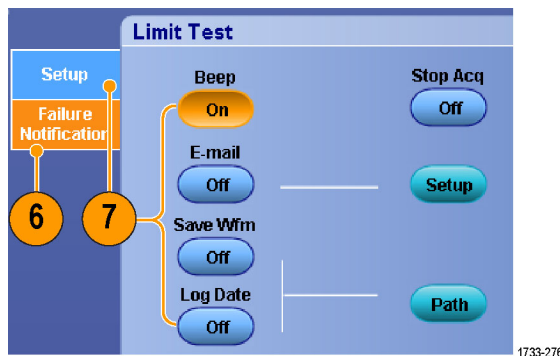 Limit Test
Setup
Failure
Notification
Beep
On
Stop Acq
Off
E-mail
Off
Setup
6
7
Save Wfm
Off
Log Date
Off
Path
1733-276